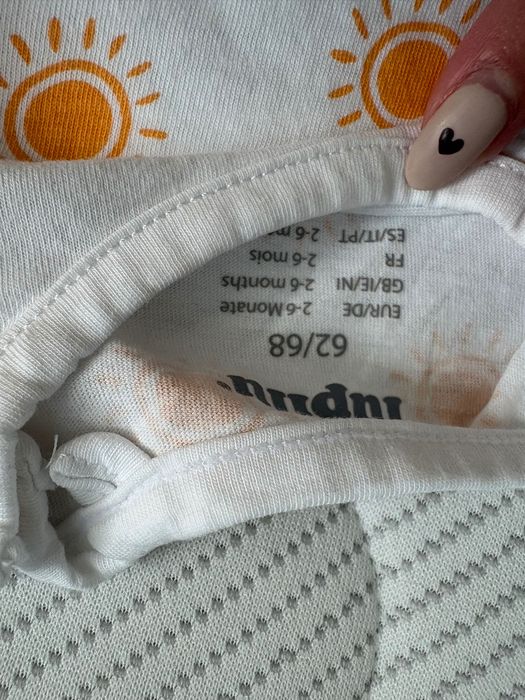 lupilu
62/68
EUR/DE 2-6 Monate
GB/IE/NI 2-6 months
FR 2-6 mois
ES/IT/PT 2-6